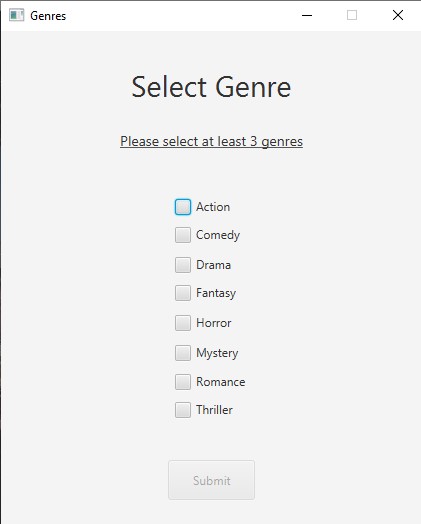 Genres
Select Genre
Please select at least 3 genres
Action
Comedy
Drama
Fantasy
Horror
Mystery
Romance
Thriller
Submit